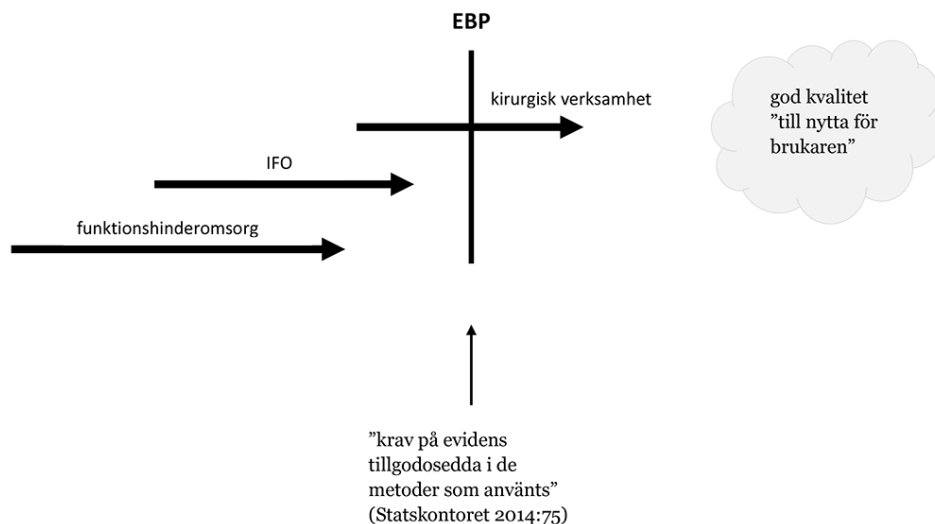 EBP
kirurgisk verksamhet
god kvalitet
”till nytta för
brukaren”
IFO
funktionshinderomsorg
”krav på evidens
tillgodosedda i de
metoder som använts”
(Statskontoret 2014:75)